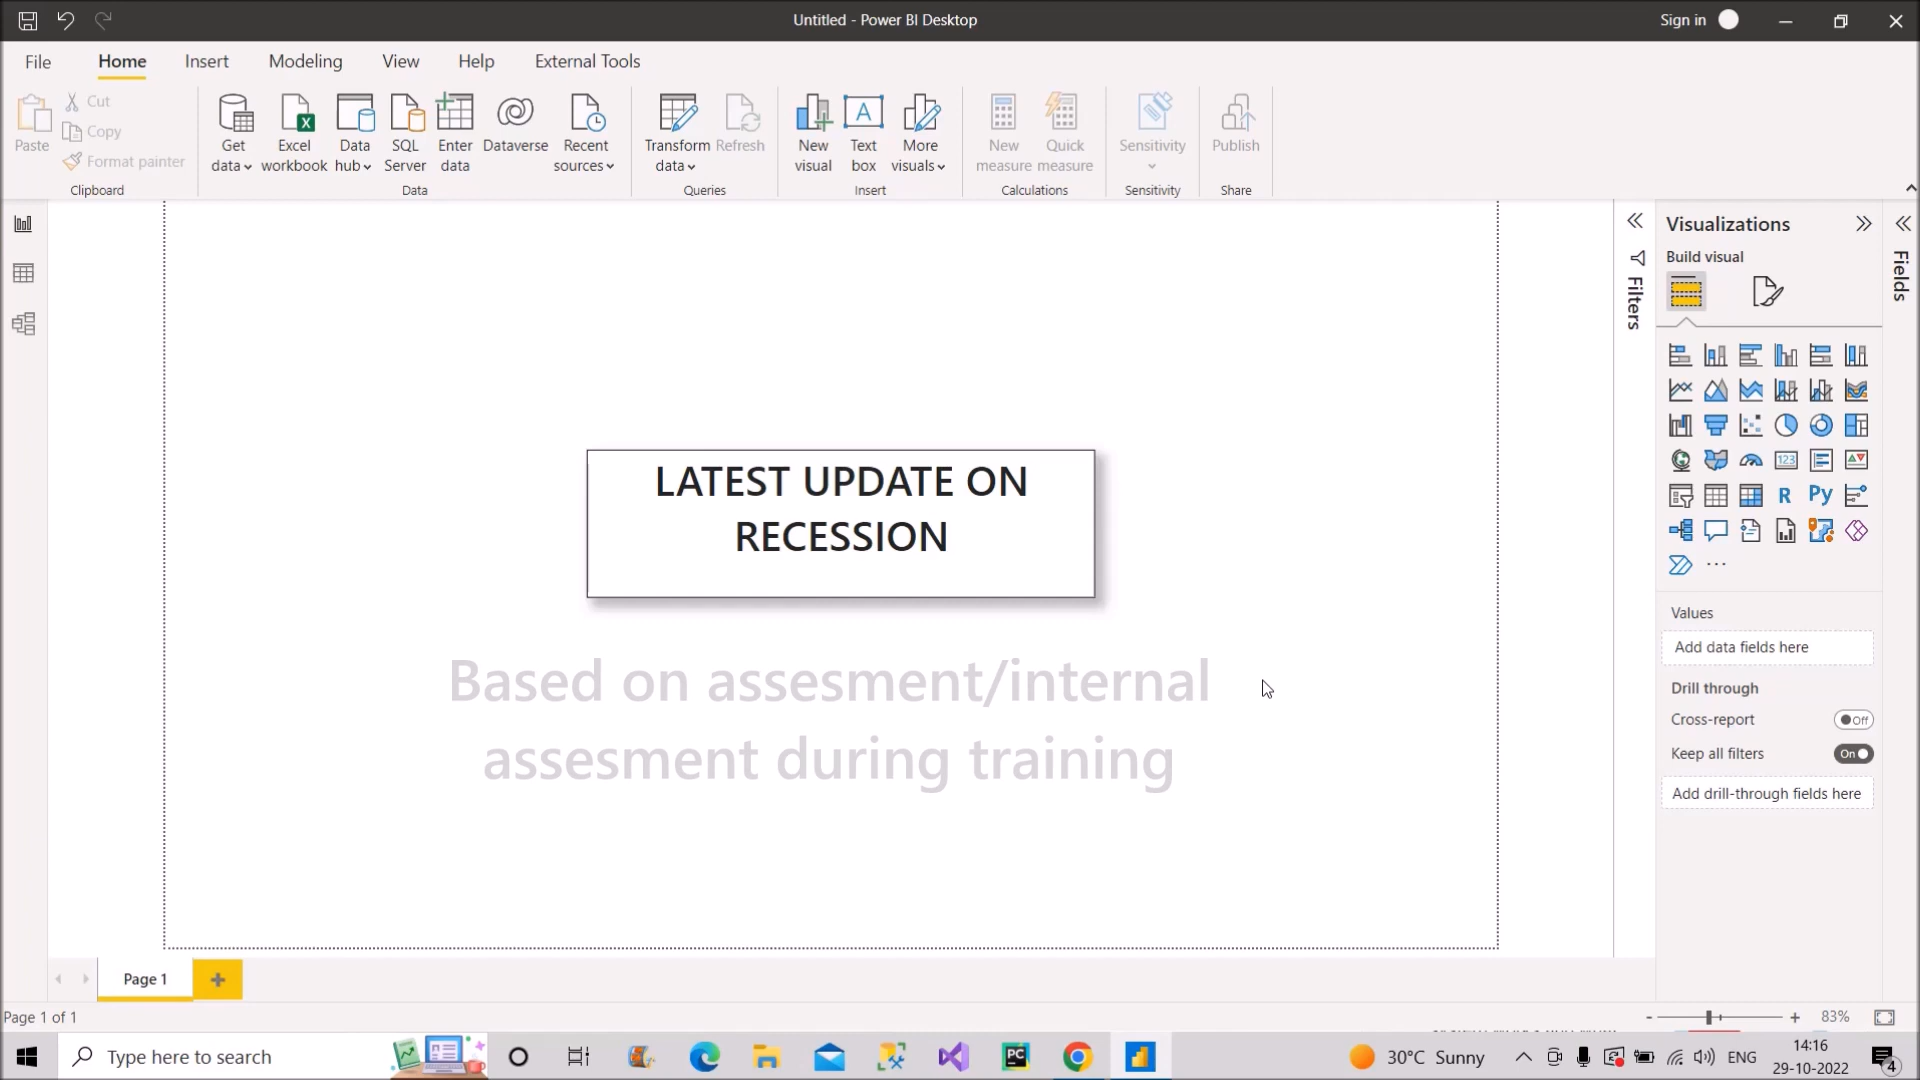 Untitled - Power BI Desktop
Sign in
File Home Insert Modeling View Help External Tools
Paste
Cut
Copy
Format painter
Clipboard
Get data
Excel workbook
Data hub
SQL Server
Enter data
Dataverse
Recent sources
Data
Transform data
Refresh
Queries
New visual
Text box
More visuals
Insert
New measure
Quick measure
Calculations
Sensitivity
Sensitivity
Publish
Share
LATEST UPDATE ON
RECESSION
Based on assesment/internal
assesment during training
Filters
Visualizations
Build visual
123
R
Py
Values
Add data fields here
Drill through
Cross-report
Off
Keep all filters
On
Add drill-through fields here
Fields
Page 1
Page 1 of 1
83%
Type here to search
PC
30°C Sunny
ENG
14:16
29-10-2022
4